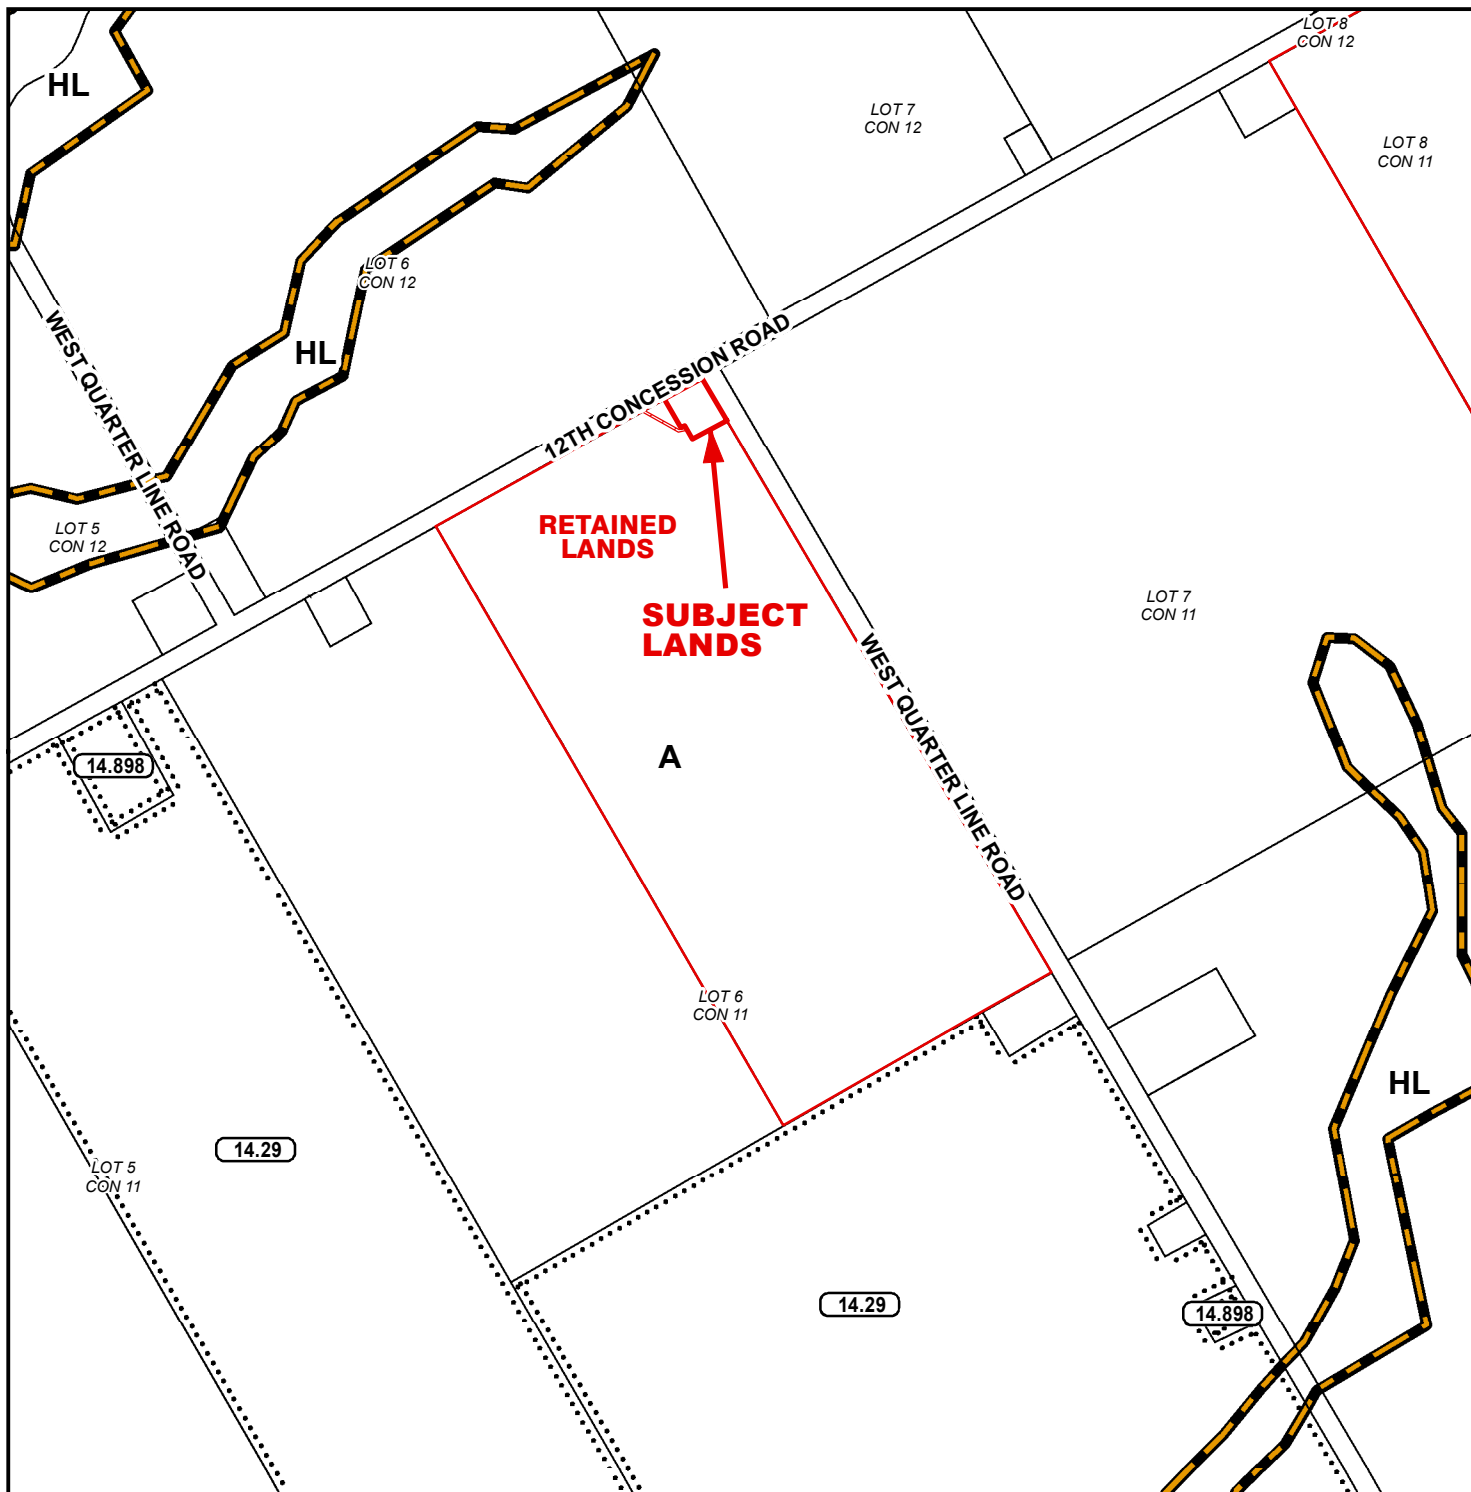 LOT 8
CON 12
HL
LOT 7
CON 12
LOT 8
CON 11
LOT 6
CON 12
WEST QUARTER LINE ROAD
HL
12TH CONCESSION ROAD
LOT 5
CON 12
RETAINED
LANDS
SUBJECT
LANDS
LOT 7
CON 11
WEST QUARTER LINE ROAD
A
14.898
LOT 6
CON 11
HL
14.29
LOT 5
CON 11
14.29
14.898